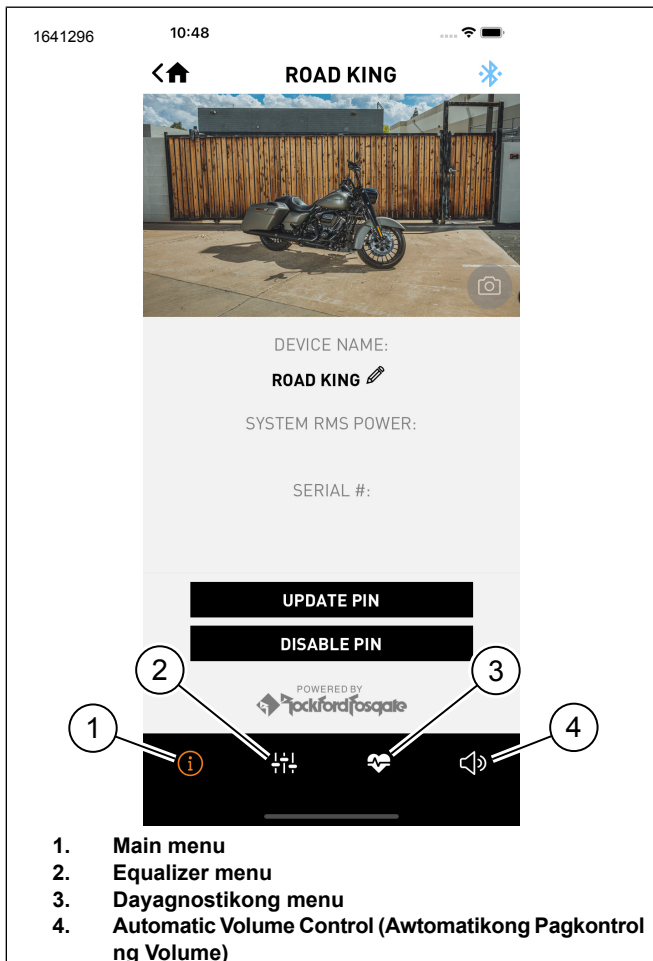 1641296
10:48
ROAD KING
DEVICE NAME:
ROAD KING
SYSTEM RMS POWER:
SERIAL #:
UPDATE PIN
DISABLE PIN
POWERED BY
Rockford Fosgate
1
2
3
4
1. Main menu
2. Equalizer menu
3. Dayagnostikong menu
4. Automatic Volume Control (Awtomatikong Pagkontrol
ng Volume)